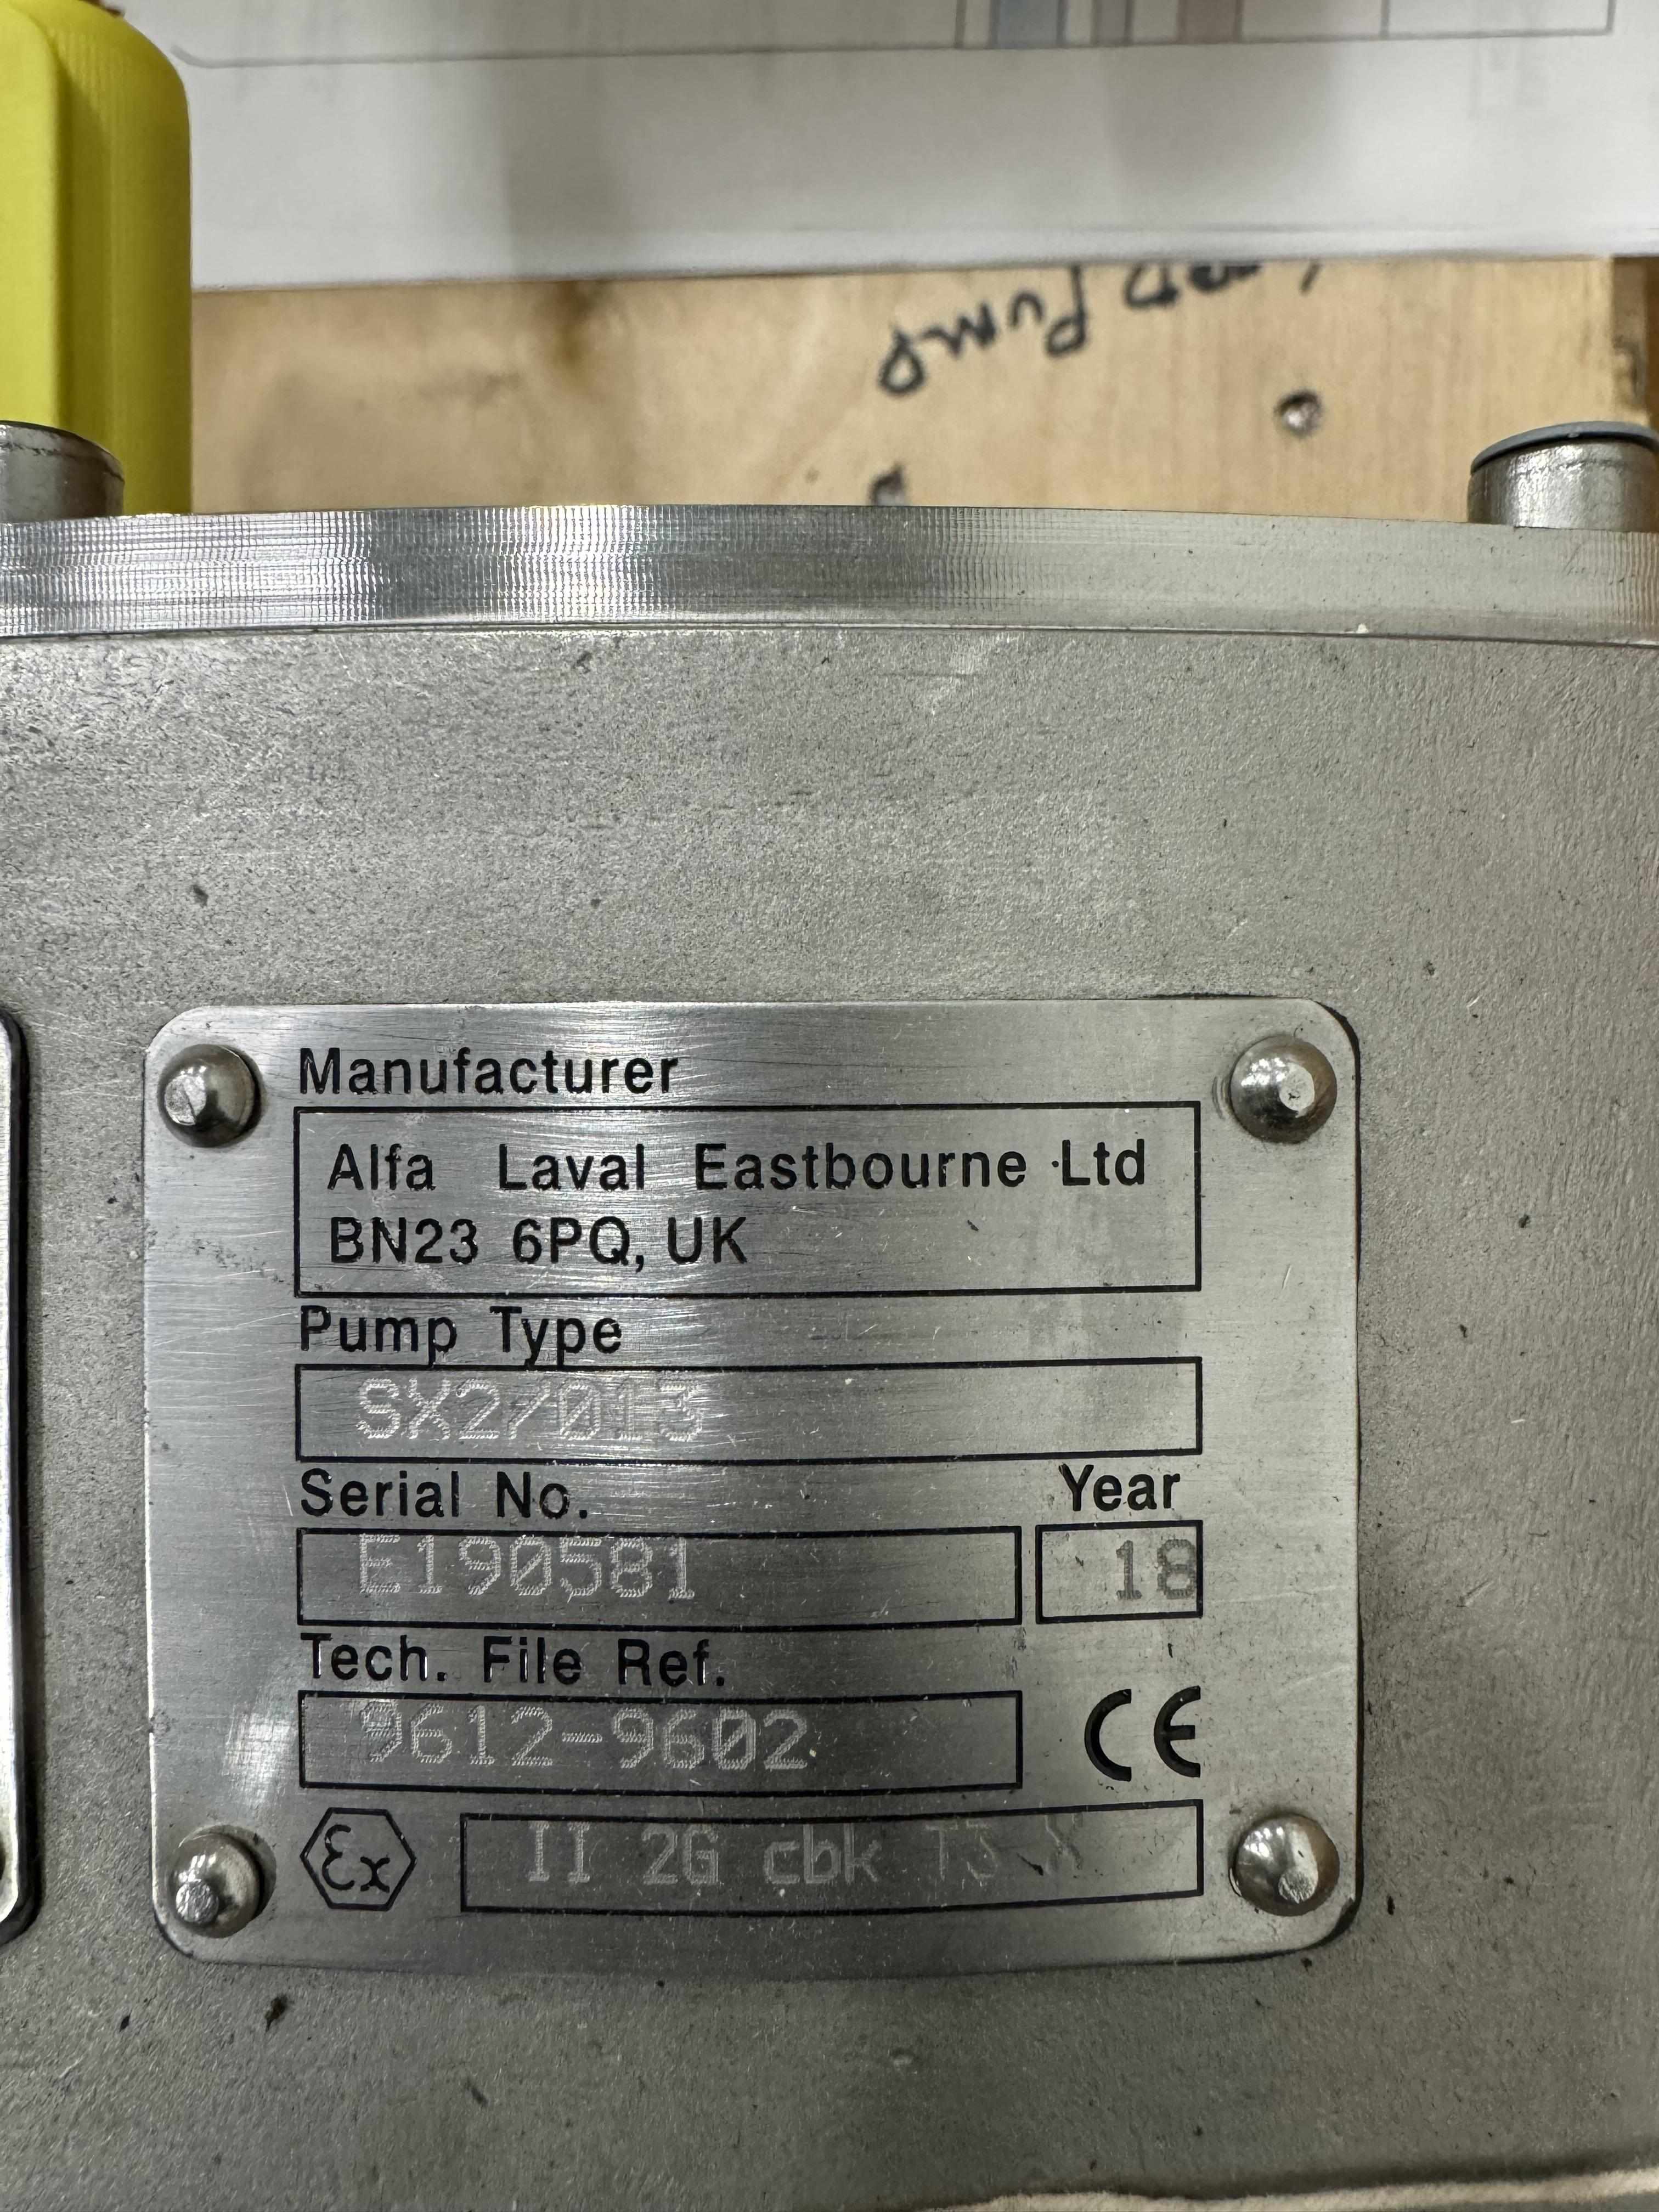 PUMP
Manufacturer
Alfa Laval Eastbourne Ltd
BN23 6PQ, UK
Pump Type
SX2/013
Serial No. Year
E190581 18
Tech. File Ref.
9612-9602 CE
Ex II 2G cbk T3 X